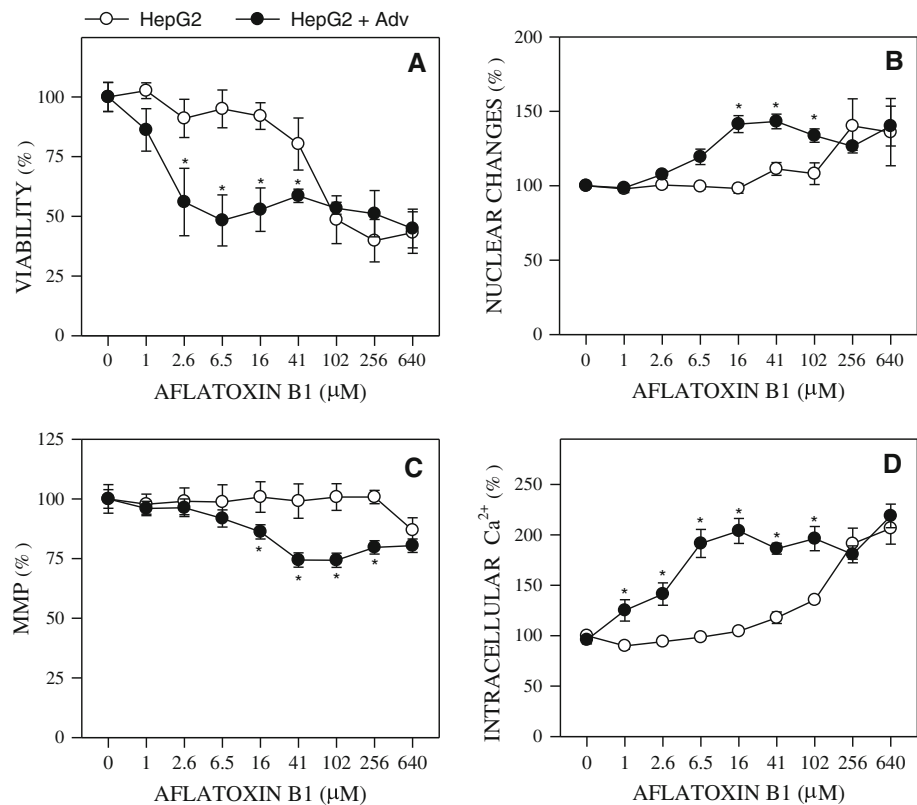 HepG2 HepG2 + Adv
A
VIABILITY (%)
125
100
75
50
25
0
0 1 2.6 6.5 16 41 102 256 640
AFLATOXIN B1 (μM)
* * * *
B
NUCLEAR CHANGES (%)
200
150
100
50
0
0 1 2.6 6.5 16 41 102 256 640
AFLATOXIN B1 (μM)
* * *
C
MMP (%)
125
100
75
50
25
0
0 1 2.6 6.5 16 41 102 256 640
AFLATOXIN B1 (μM)
* * * *
D
INTRACELLULAR Ca²⁺ (%)
250
200
150
100
50
0
0 1 2.6 6.5 16 41 102 256 640
AFLATOXIN B1 (μM)
* * * * * *